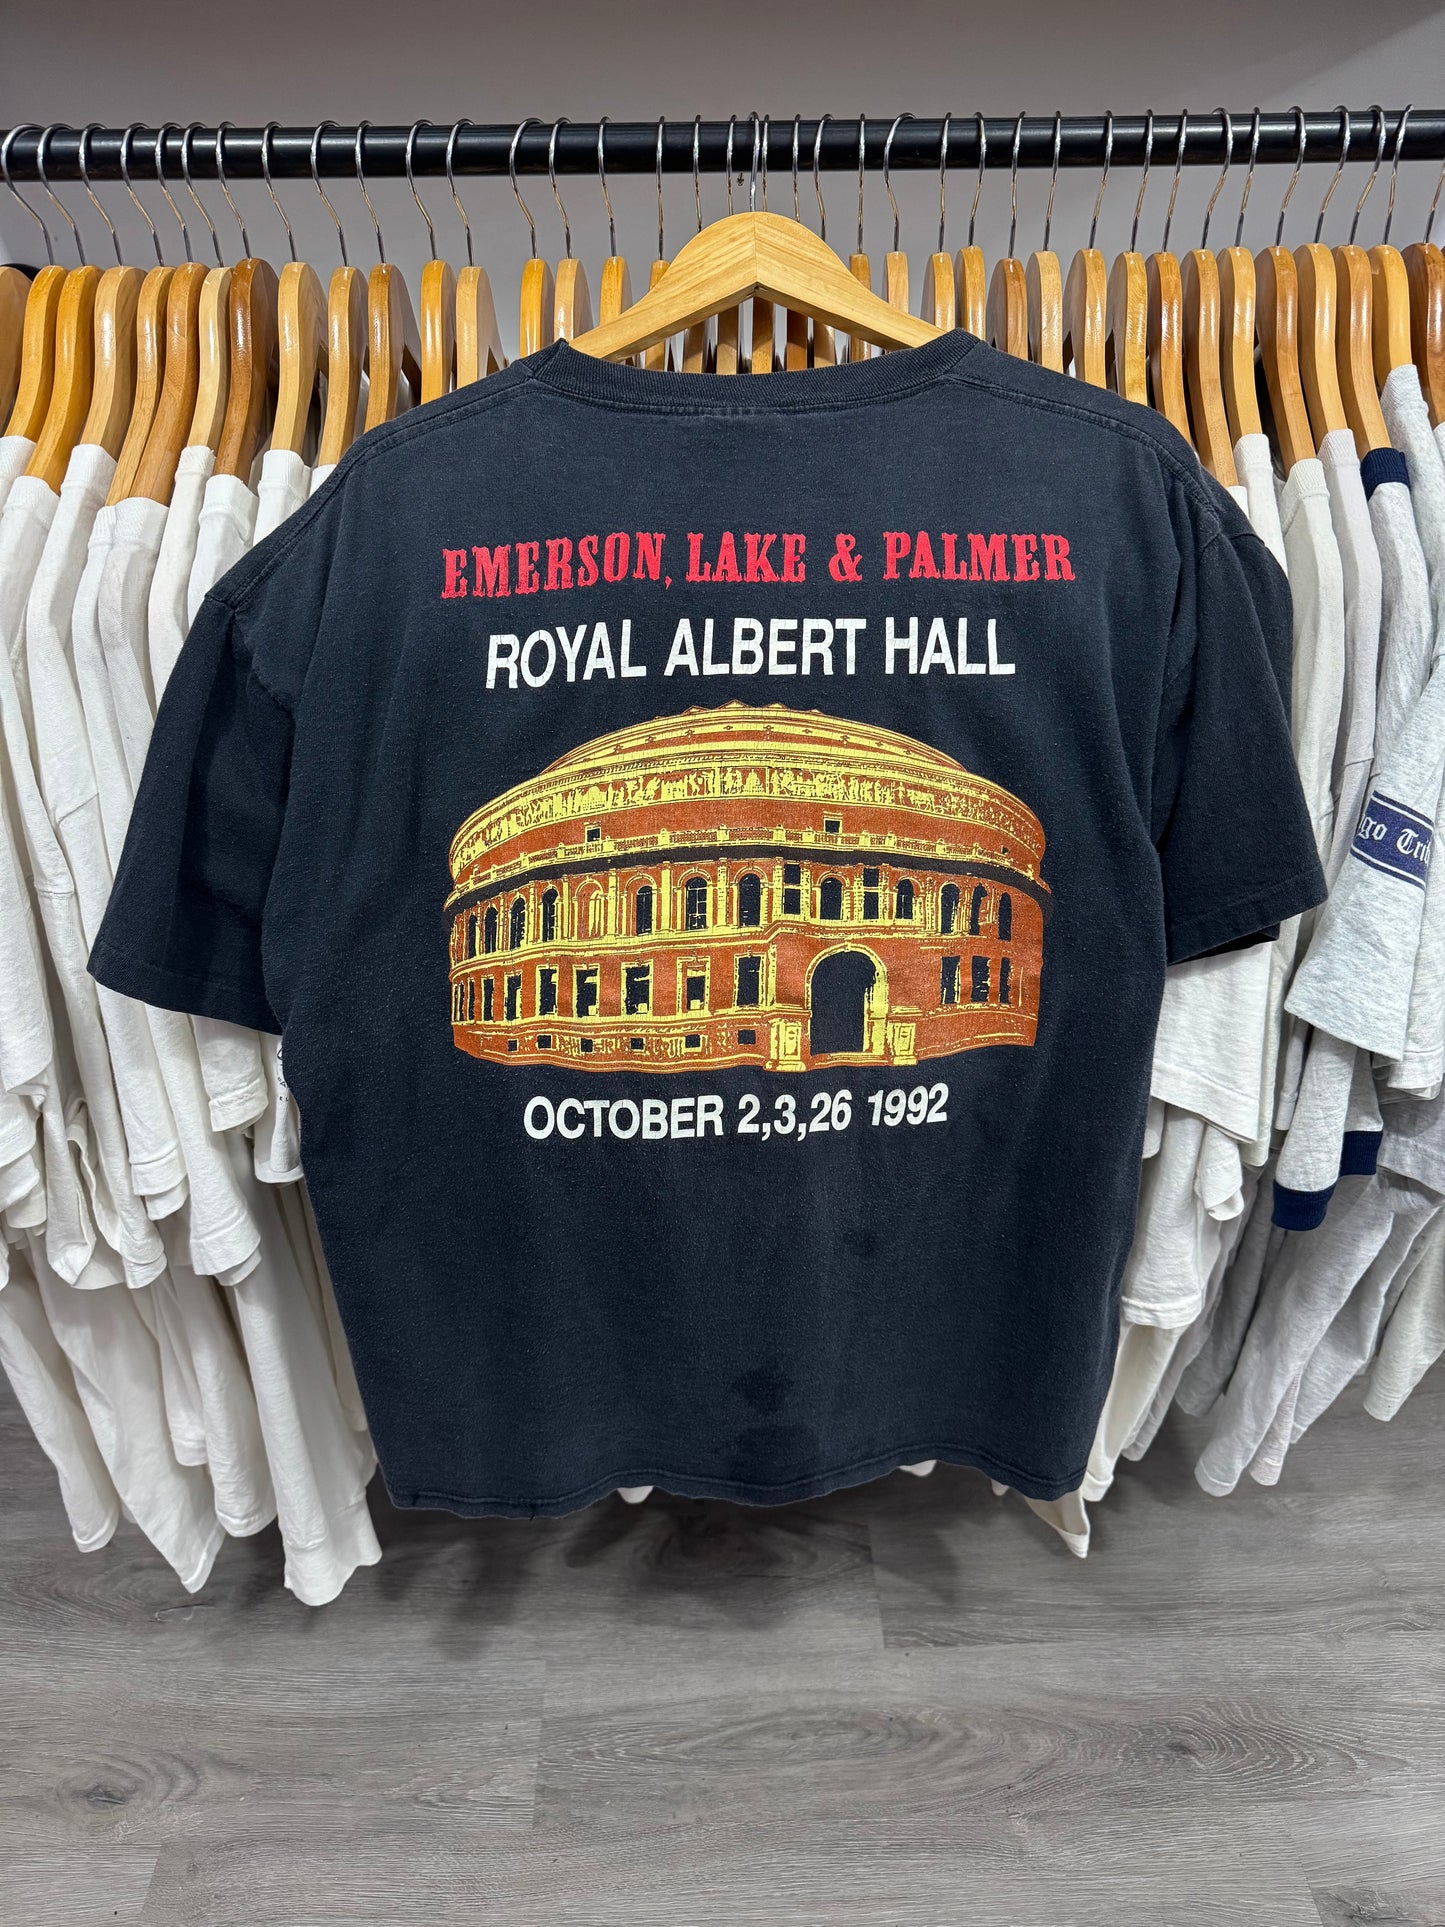 EMERSON, LAKE & PALMER
ROYAL ALBERT HALL
OCTOBER 2,3,26 1992